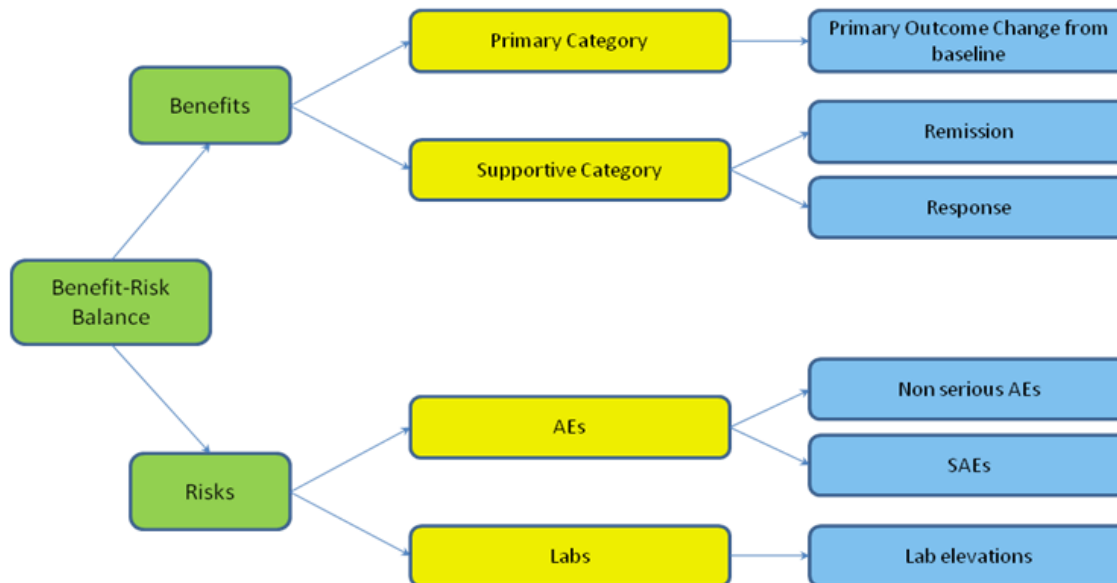 Primary Category
Primary Outcome Change from
baseline
Benefits
Remission
Supportive Category
Response
Benefit-Risk
Balance
Non serious AEs
AEs
SAEs
Risks
Labs
Lab elevations